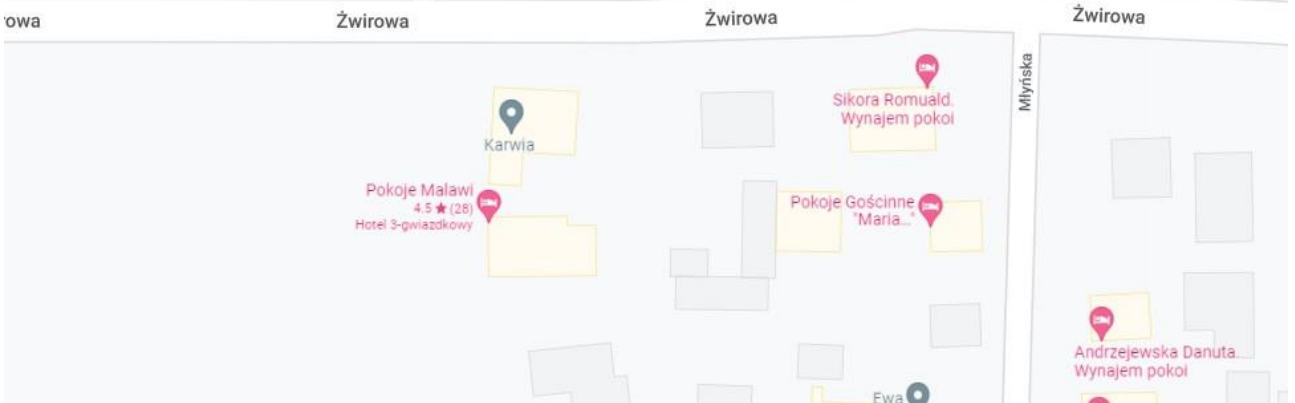 rowa
Żwirowa
Żwirowa
Żwirowa
Młyńska
Sikora Romuald.
Wynajem pokoi
Karwia
Pokoje Malawi
4.5 ★ (28)
Hotel 3-gwiazdkowy
Pokoje Gościnne
"Maria..."
Andrzejewska Danuta.
Wynajem pokoi
Ewa